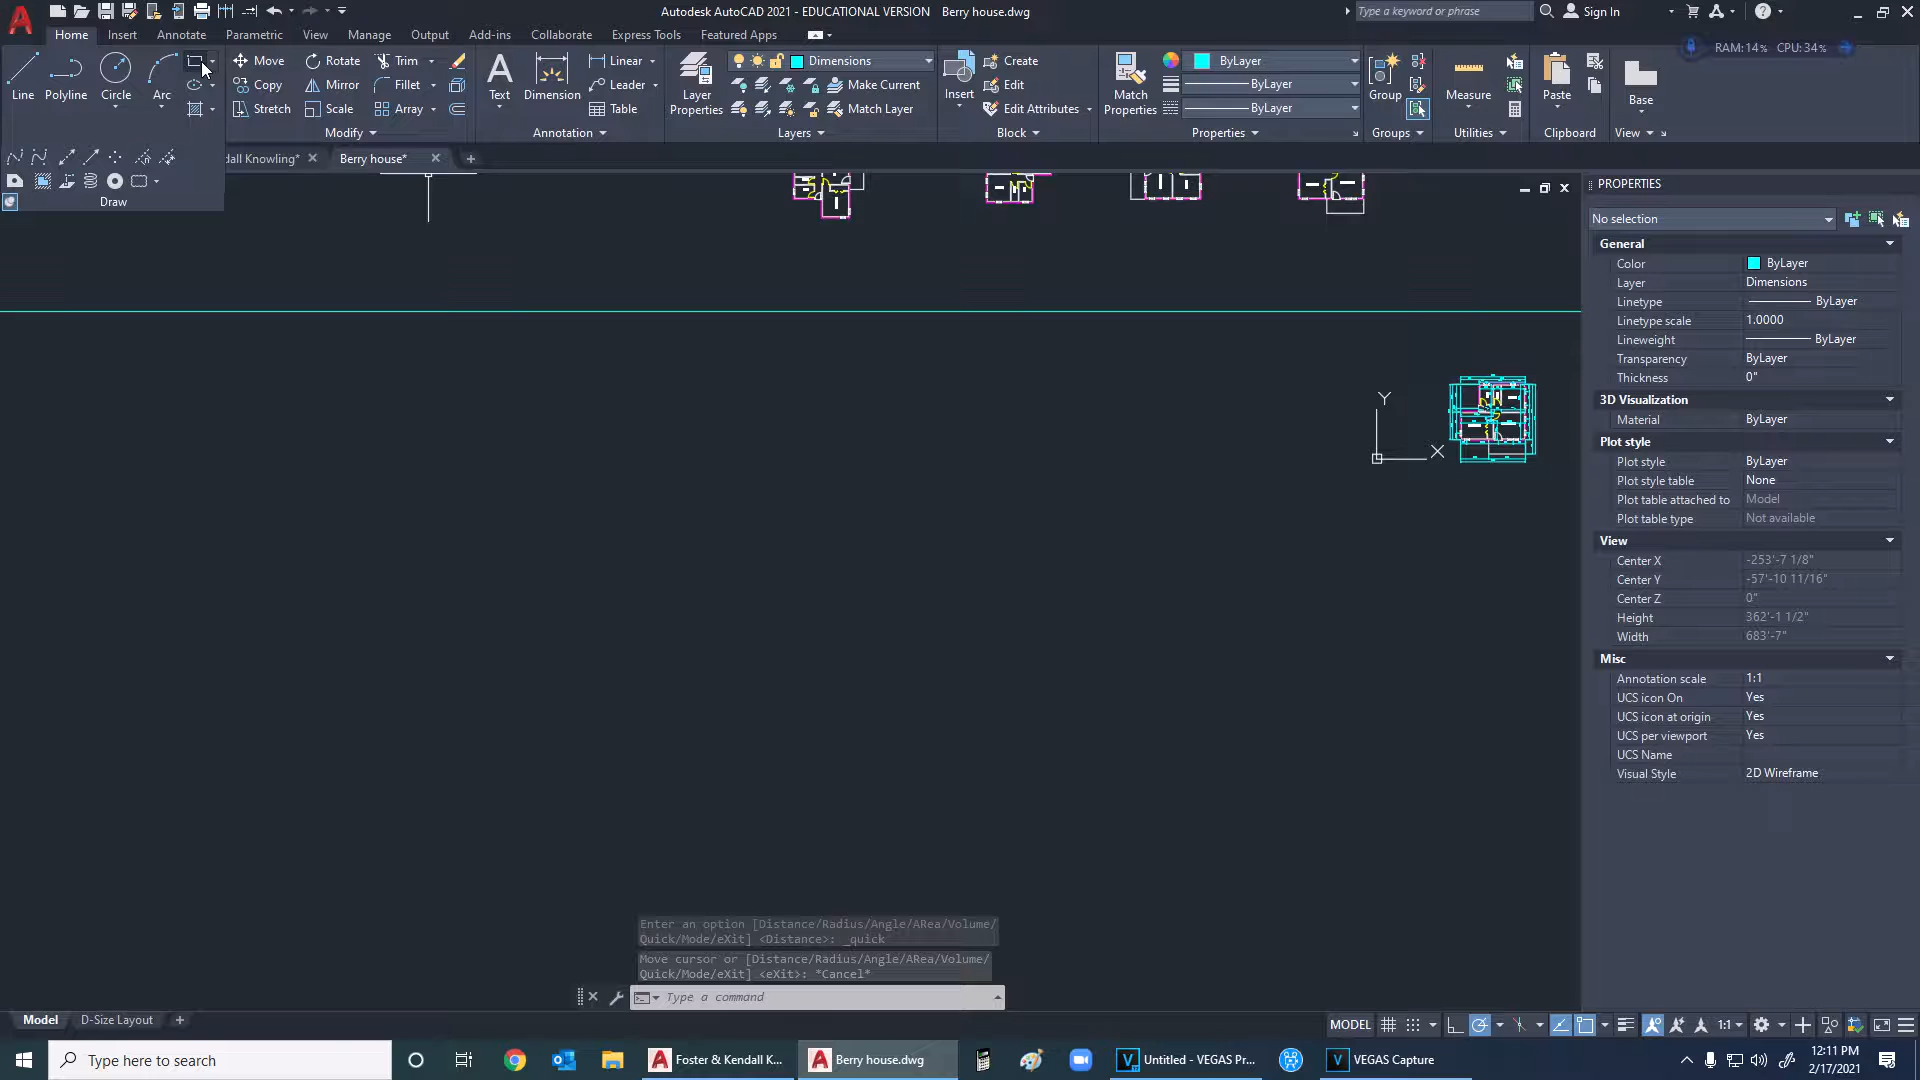 Autodesk AutoCAD 2021 - EDUCATIONAL VERSION Berry house.dwg
Type a keyword or phrase
Sign In
Home Insert Annotate Parametric View Manage Output Add-ins Collaborate Express Tools Featured Apps
RAM:14% CPU:34%
Line Polyline Circle Arc
Move Rotate Trim
Copy Mirror Fillet
Stretch Scale Array
Modify
Text Dimension
Linear
Leader
Table
Annotation
Layer Properties
Dimensions
Make Current
Match Layer
Layers
Insert
Create
Edit
Edit Attributes
Block
Match Properties
ByLayer
ByLayer
ByLayer
Properties
Group
Groups
Measure
Utilities
Paste
Clipboard
Base
View
dall Knowling*
Berry house*
Draw
Y
X
PROPERTIES
No selection
General
Color ByLayer
Layer Dimensions
Linetype ByLayer
Linetype scale 1.0000
Lineweight ByLayer
Transparency ByLayer
Thickness 0"
3D Visualization
Material ByLayer
Plot style
Plot style ByLayer
Plot style table None
Plot table attached to Model
Plot table type Not available
View
Center X -253'-7 1/8"
Center Y -57'-10 11/16"
Center Z 0"
Height 362'-1 1/2"
Width 683'-7"
Misc
Annotation scale 1:1
UCS icon On Yes
UCS icon at origin Yes
UCS per viewport Yes
UCS Name
Visual Style 2D Wireframe
Enter an option [Distance/Radius/Angle/ARea/Volume/
Quick/Mode/eXit] <Distance>: _quick
Move cursor or [Distance/Radius/Angle/ARea/Volume/
Quick/Mode/eXit] <eXit>: *Cancel*
Type a command
Model D-Size Layout
MODEL 1:1
Type here to search
Foster & Kendall K...
Berry house.dwg
Untitled - VEGAS Pr...
VEGAS Capture
12:11 PM
2/17/2021